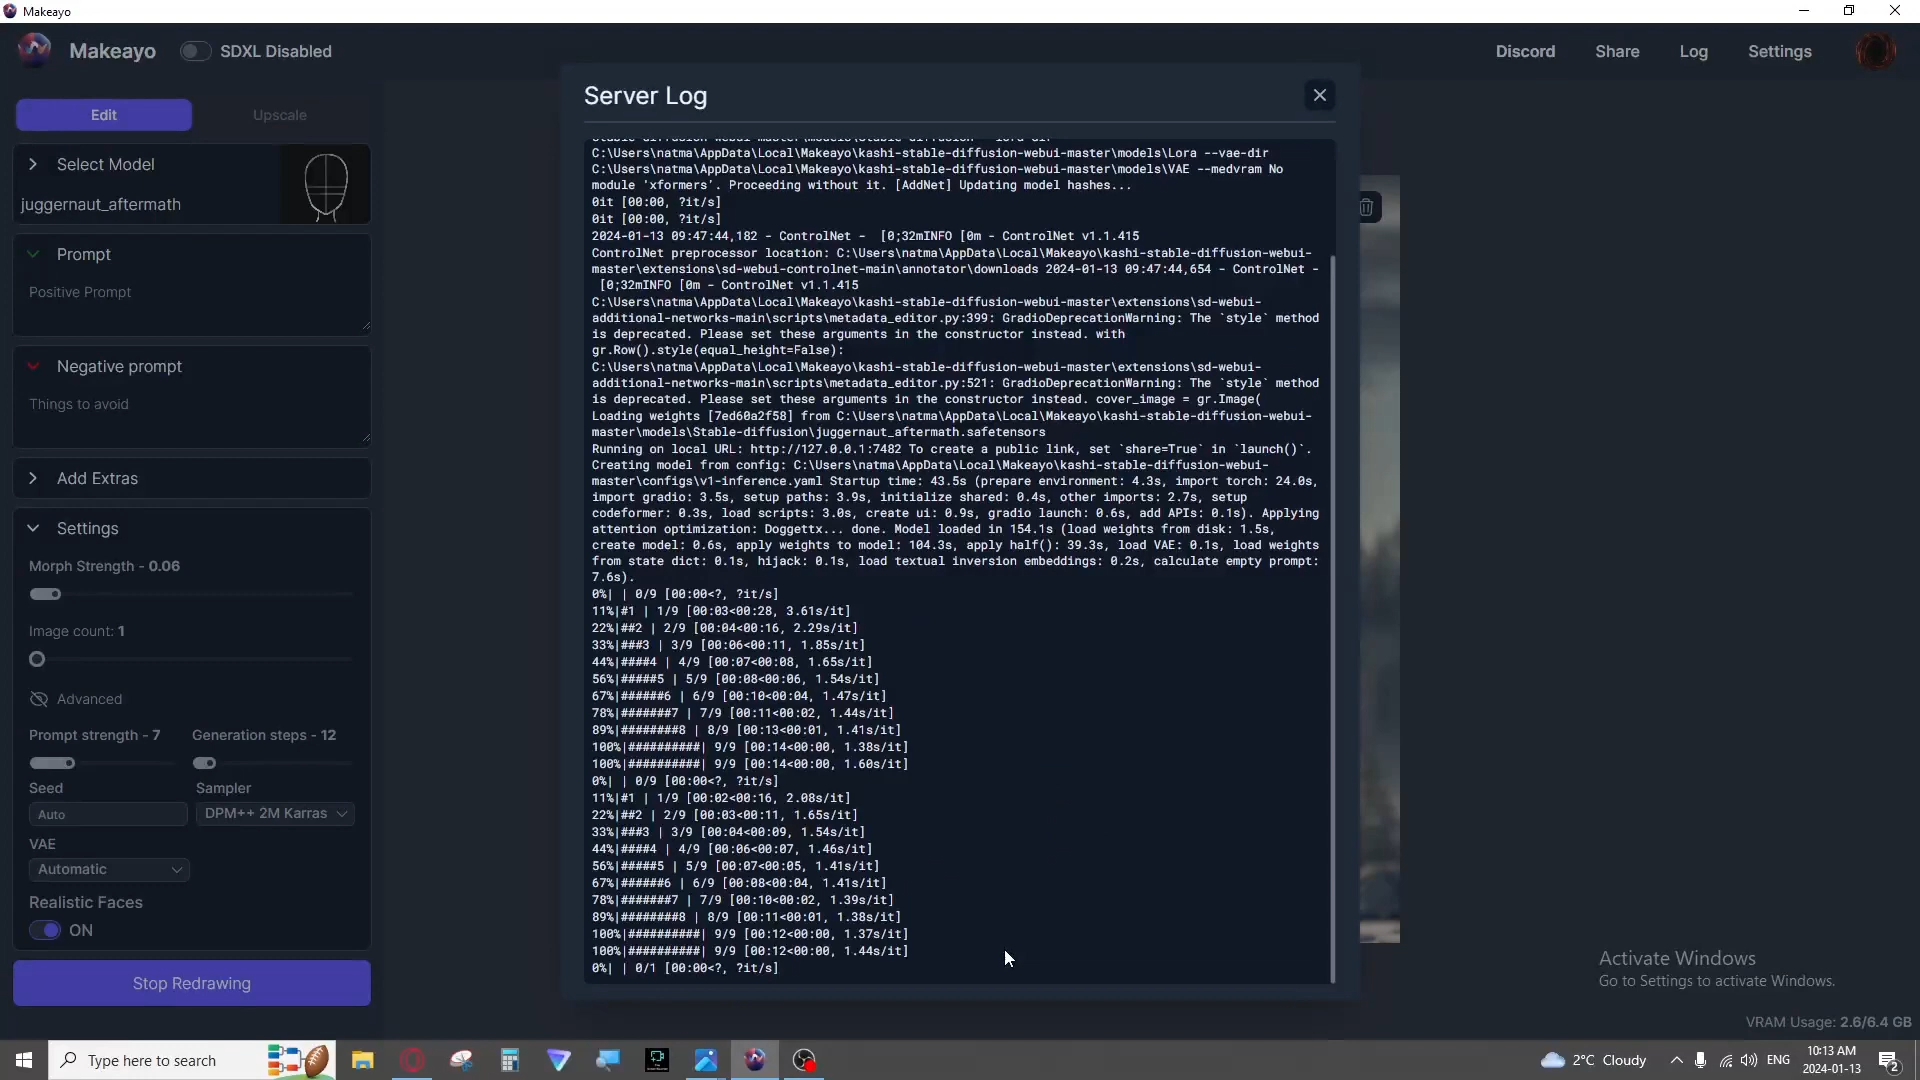 Makeayo
Makeayo
SDXL Disabled
Discord
Share
Log
Settings
Edit
Upscale
Select Model
juggernaut_aftermath
Prompt
Positive Prompt
Negative prompt
Things to avoid
Add Extras
Settings
Morph Strength - 0.06
Image count: 1
Advanced
Prompt strength - 7
Generation steps - 12
Seed
Sampler
Auto
DPM++ 2M Karras
VAE
Automatic
Realistic Faces
ON
Stop Redrawing
Server Log
C:\Users\natma\AppData\Local\Makeayo\kashi-stable-diffusion-webui-master\models\Lora --vae-dir
C:\Users\natma\AppData\Local\Makeayo\kashi-stable-diffusion-webui-master\models\VAE --medvram No
module 'xformers'. Proceeding without it. [AddNet] Updating model hashes...
0it [00:00, ?it/s]
0it [00:00, ?it/s]
2024-01-13 09:47:44,182 - ControlNet - [0;32mINFO [0m - ControlNet v1.1.415
ControlNet preprocessor location: C:\Users\natma\AppData\Local\Makeayo\kashi-stable-diffusion-webui-
master\extensions\sd-webui-controlnet-main\annotator\downloads 2024-01-13 09:47:44,654 - ControlNet -
[0;32mINFO [0m - ControlNet v1.1.415
C:\Users\natma\AppData\Local\Makeayo\kashi-stable-diffusion-webui-master\extensions\sd-webui-
additional-networks-main\scripts\metadata_editor.py:399: GradioDeprecationWarning: The `style` method
is deprecated. Please set these arguments in the constructor instead. with
gr.Row().style(equal_height=False):
C:\Users\natma\AppData\Local\Makeayo\kashi-stable-diffusion-webui-master\extensions\sd-webui-
additional-networks-main\scripts\metadata_editor.py:521: GradioDeprecationWarning: The `style` method
is deprecated. Please set these arguments in the constructor instead. cover_image = gr.Image(
Loading weights [7ed60a2f58] from C:\Users\natma\AppData\Local\Makeayo\kashi-stable-diffusion-webui-
master\models\Stable-diffusion\juggernaut_aftermath.safetensors
Running on local URL: http://127.0.0.1:7482 To create a public link, set `share=True` in `launch()`.
Creating model from config: C:\Users\natma\AppData\Local\Makeayo\kashi-stable-diffusion-webui-
master\configs\v1-inference.yaml Startup time: 43.5s (prepare environment: 4.3s, import torch: 24.0s,
import gradio: 3.5s, setup paths: 3.9s, initialize shared: 0.4s, other imports: 2.7s, setup
codeformer: 0.3s, load scripts: 3.0s, create ui: 0.9s, gradio launch: 0.6s, add APIs: 0.1s). Applying
attention optimization: Doggettx... done. Model loaded in 154.1s (load weights from disk: 1.5s,
create model: 0.6s, apply weights to model: 104.3s, apply half(): 39.3s, load VAE: 0.1s, load weights
from state dict: 0.1s, hijack: 0.1s, load textual inversion embeddings: 0.2s, calculate empty prompt:
7.6s).
0%| | 0/9 [00:00<?, ?it/s]
11%|#1 | 1/9 [00:03<00:28, 3.61s/it]
22%|##2 | 2/9 [00:04<00:16, 2.29s/it]
33%|###3 | 3/9 [00:06<00:11, 1.85s/it]
44%|####4 | 4/9 [00:07<00:08, 1.65s/it]
56%|#####5 | 5/9 [00:08<00:06, 1.54s/it]
67%|######6 | 6/9 [00:10<00:04, 1.47s/it]
78%|#######7 | 7/9 [00:11<00:02, 1.44s/it]
89%|########8 | 8/9 [00:13<00:01, 1.41s/it]
100%|##########| 9/9 [00:14<00:00, 1.38s/it]
100%|##########| 9/9 [00:14<00:00, 1.60s/it]
0%| | 0/9 [00:00<?, ?it/s]
11%|#1 | 1/9 [00:02<00:16, 2.08s/it]
22%|##2 | 2/9 [00:03<00:11, 1.65s/it]
33%|###3 | 3/9 [00:04<00:09, 1.54s/it]
44%|####4 | 4/9 [00:06<00:07, 1.46s/it]
56%|#####5 | 5/9 [00:07<00:05, 1.41s/it]
67%|######6 | 6/9 [00:08<00:04, 1.41s/it]
78%|#######7 | 7/9 [00:10<00:02, 1.39s/it]
89%|########8 | 8/9 [00:11<00:01, 1.38s/it]
100%|##########| 9/9 [00:12<00:00, 1.37s/it]
100%|##########| 9/9 [00:12<00:00, 1.44s/it]
0%| | 0/1 [00:00<?, ?it/s]
Activate Windows
Go to Settings to activate Windows.
VRAM Usage: 2.6/6.4 GB
Type here to search
2°C Cloudy
ENG
10:13 AM
2024-01-13
2